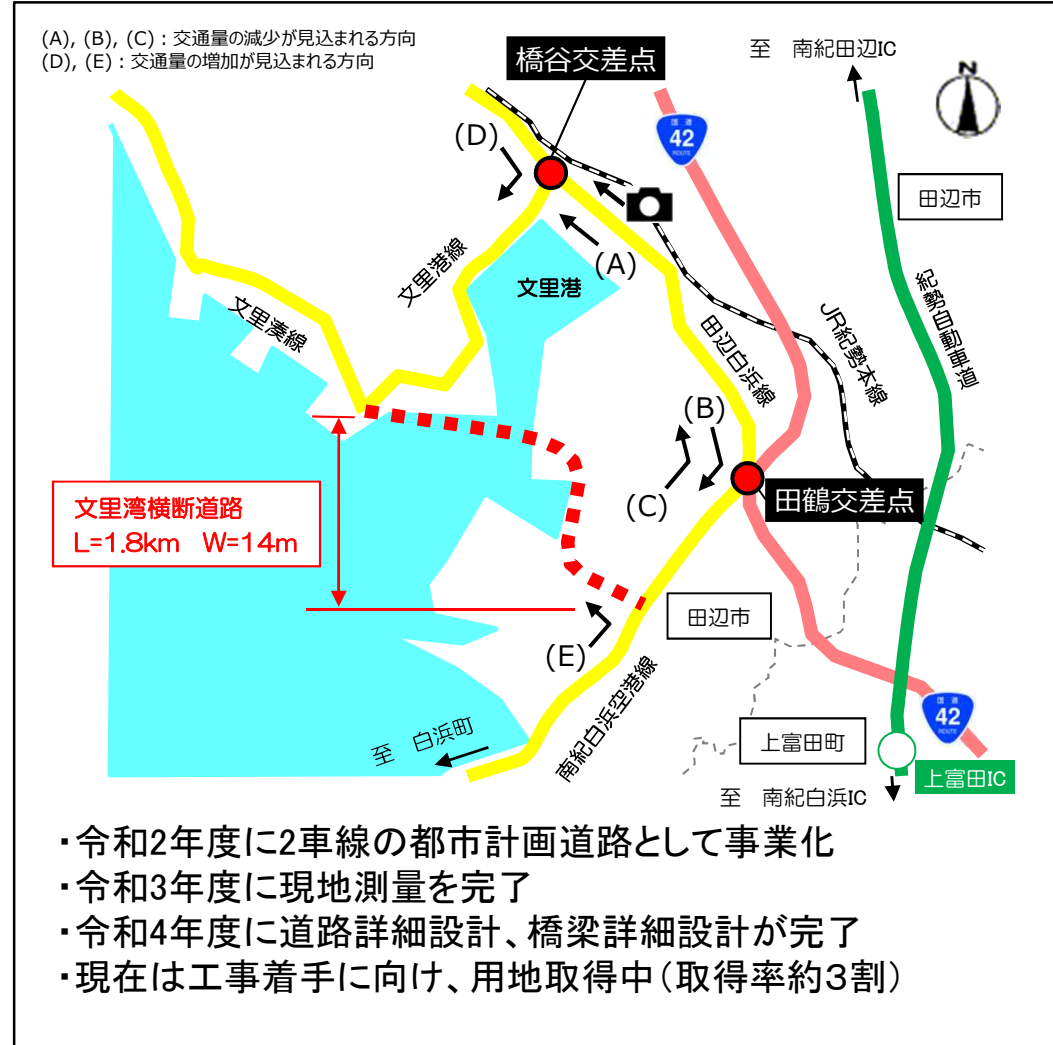 (A), (B), (C) : 交通量の減少が見込まれる方向
(D), (E) : 交通量の増加が見込まれる方向
橋谷交差点
至 南紀田辺IC
N
(D)
国道
42
ROUTE
田辺市
(A)
文里港線
文里港
文里湊線
田辺白浜線
JR紀勢本線
紀勢自動車道
(B)
(C)
田鶴交差点
文里湾横断道路
L=1.8km W=14m
田辺市
(E)
南紀白浜空港線
至 白浜町
国道
42
ROUTE
上富田町
上富田IC
至 南紀白浜IC
・令和2年度に2車線の都市計画道路として事業化
・令和3年度に現地測量を完了
・令和4年度に道路詳細設計、橋梁詳細設計が完了
・現在は工事着手に向け、用地取得中(取得率約3割)